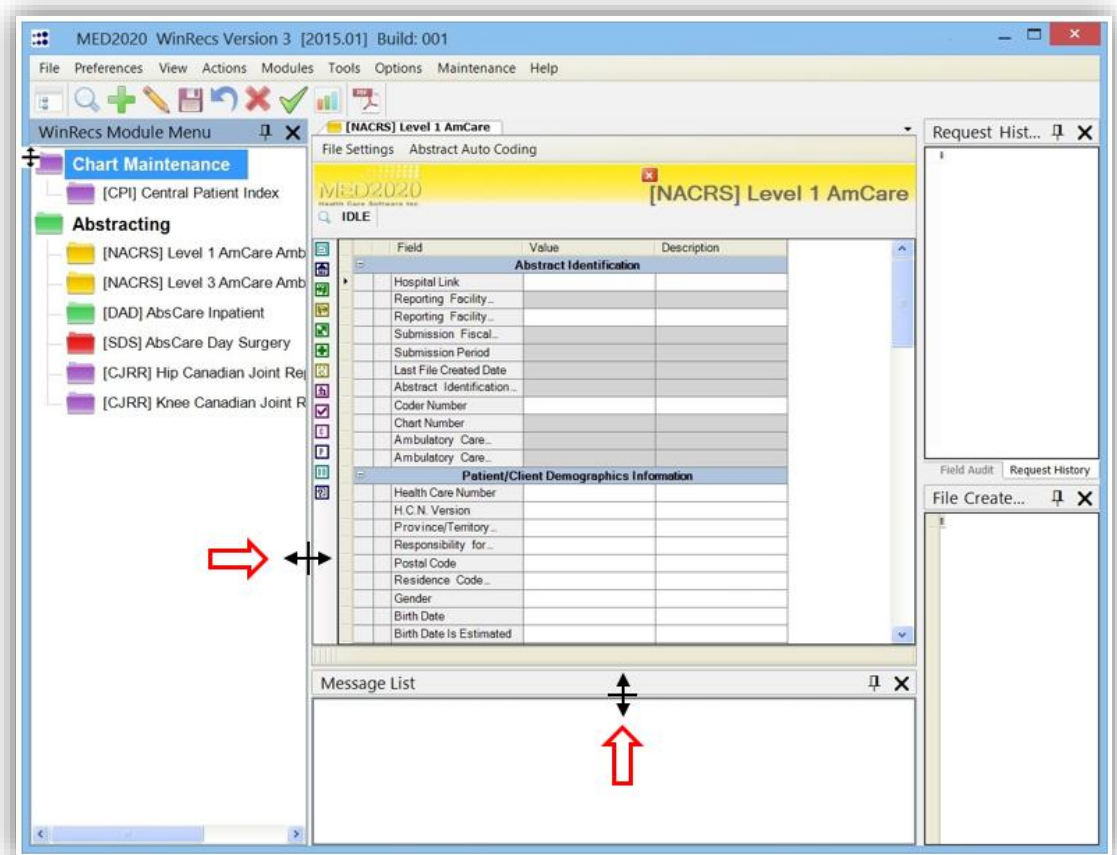 MED2020 WinRecs Version 3 [2015.01] Build: 001
File Preferences View Actions Modules Tools Options Maintenance Help
WinRecs Module Menu
Chart Maintenance
[CPI] Central Patient Index
Abstracting
[NACRS] Level 1 AmCare Amb
[NACRS] Level 3 AmCare Amb
[DAD] AbsCare Inpatient
[SDS] AbsCare Day Surgery
[CJRR] Hip Canadian Joint Re
[CJRR] Knee Canadian Joint R
[NACRS] Level 1 AmCare
File Settings Abstract Auto Coding
MED2020
Health Care Software Inc.
[NACRS] Level 1 AmCare
IDLE
Field Value Description
Abstract Identification
Hospital Link
Reporting Facility...
Reporting Facility...
Submission Fiscal...
Submission Period
Last File Created Date
Abstract Identification...
Coder Number
Chart Number
Ambulatory Care...
Ambulatory Care...
Patient/Client Demographics Information
Health Care Number
H.C.N. Version
Province/Territory...
Responsibility for...
Postal Code
Residence Code...
Gender
Birth Date
Birth Date Is Estimated
Message List
Request Hist...
Field Audit Request History
File Create...